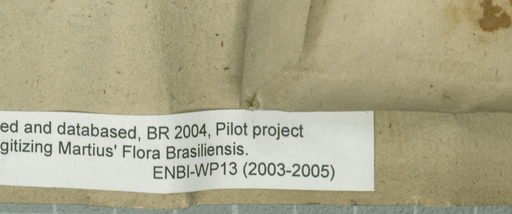 ed and databased, BR 2004, Pilot project
gitizing Martius' Flora Brasiliensis.
ENBI-WP13 (2003-2005)